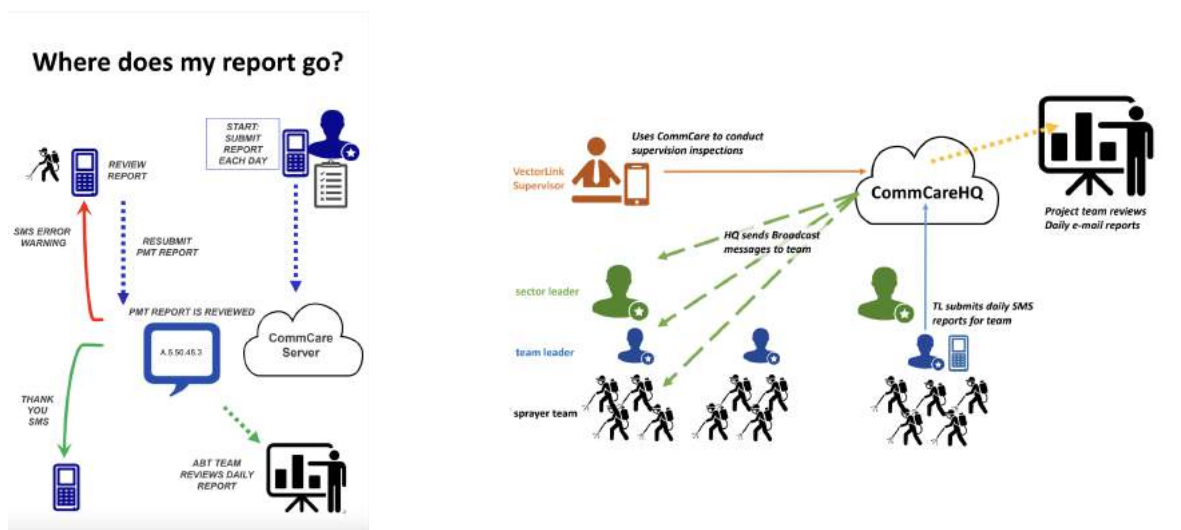 Where does my report go?
START:
SUBMIT
REPORT
EACH DAY
REVIEW
REPORT
SMS ERROR
WARNING
RESUBMIT
PMT REPORT
PMT REPORT IS REVIEWED
A.5.50.45.3
CommCare
Server
THANK
YOU
SMS
ABT TEAM
REVIEWS DAILY
REPORT
Uses CommCare to conduct
supervision inspections
VectorLink
Supervisor
CommCareHQ
Project team reviews
Daily e-mail reports
HQ sends Broadcast
messages to team
sector leader
TL submits daily SMS
reports for team
team leader
sprayer team